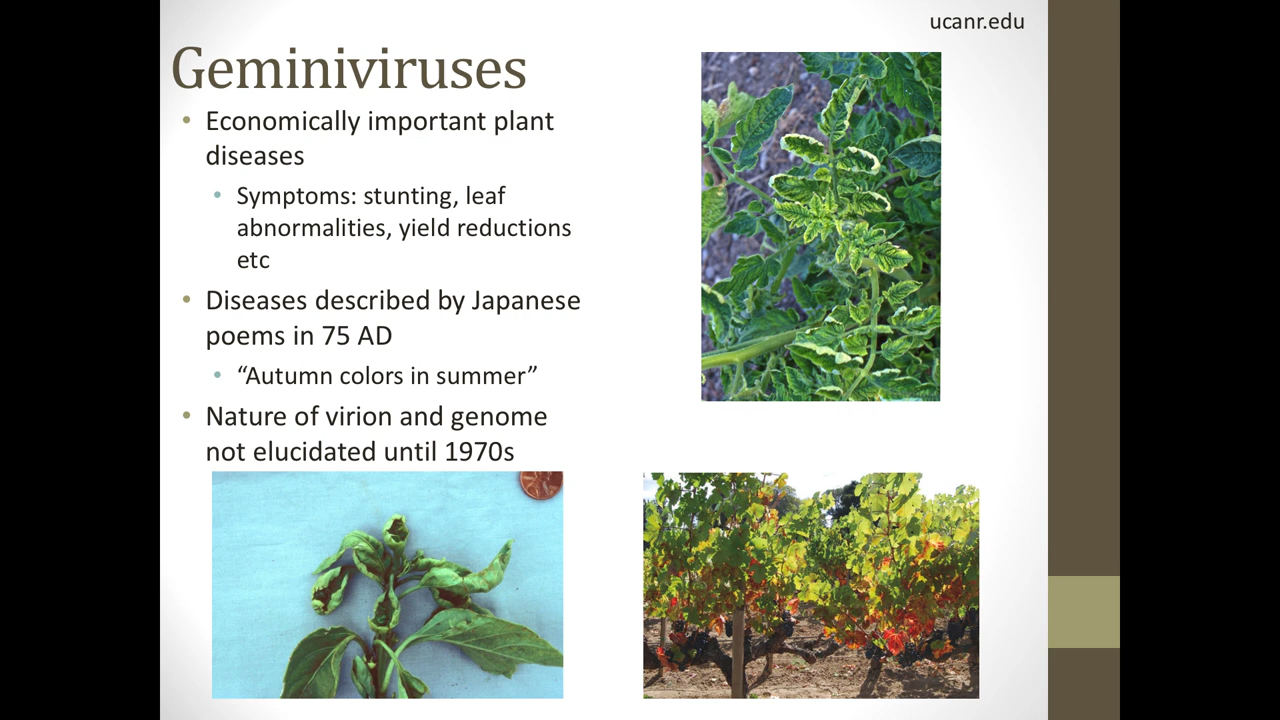 ucanr.edu
Geminiviruses
• Economically important plant
diseases
• Symptoms: stunting, leaf
abnormalities, yield reductions
etc
• Diseases described by Japanese
poems in 75 AD
• “Autumn colors in summer”
• Nature of virion and genome
not elucidated until 1970s